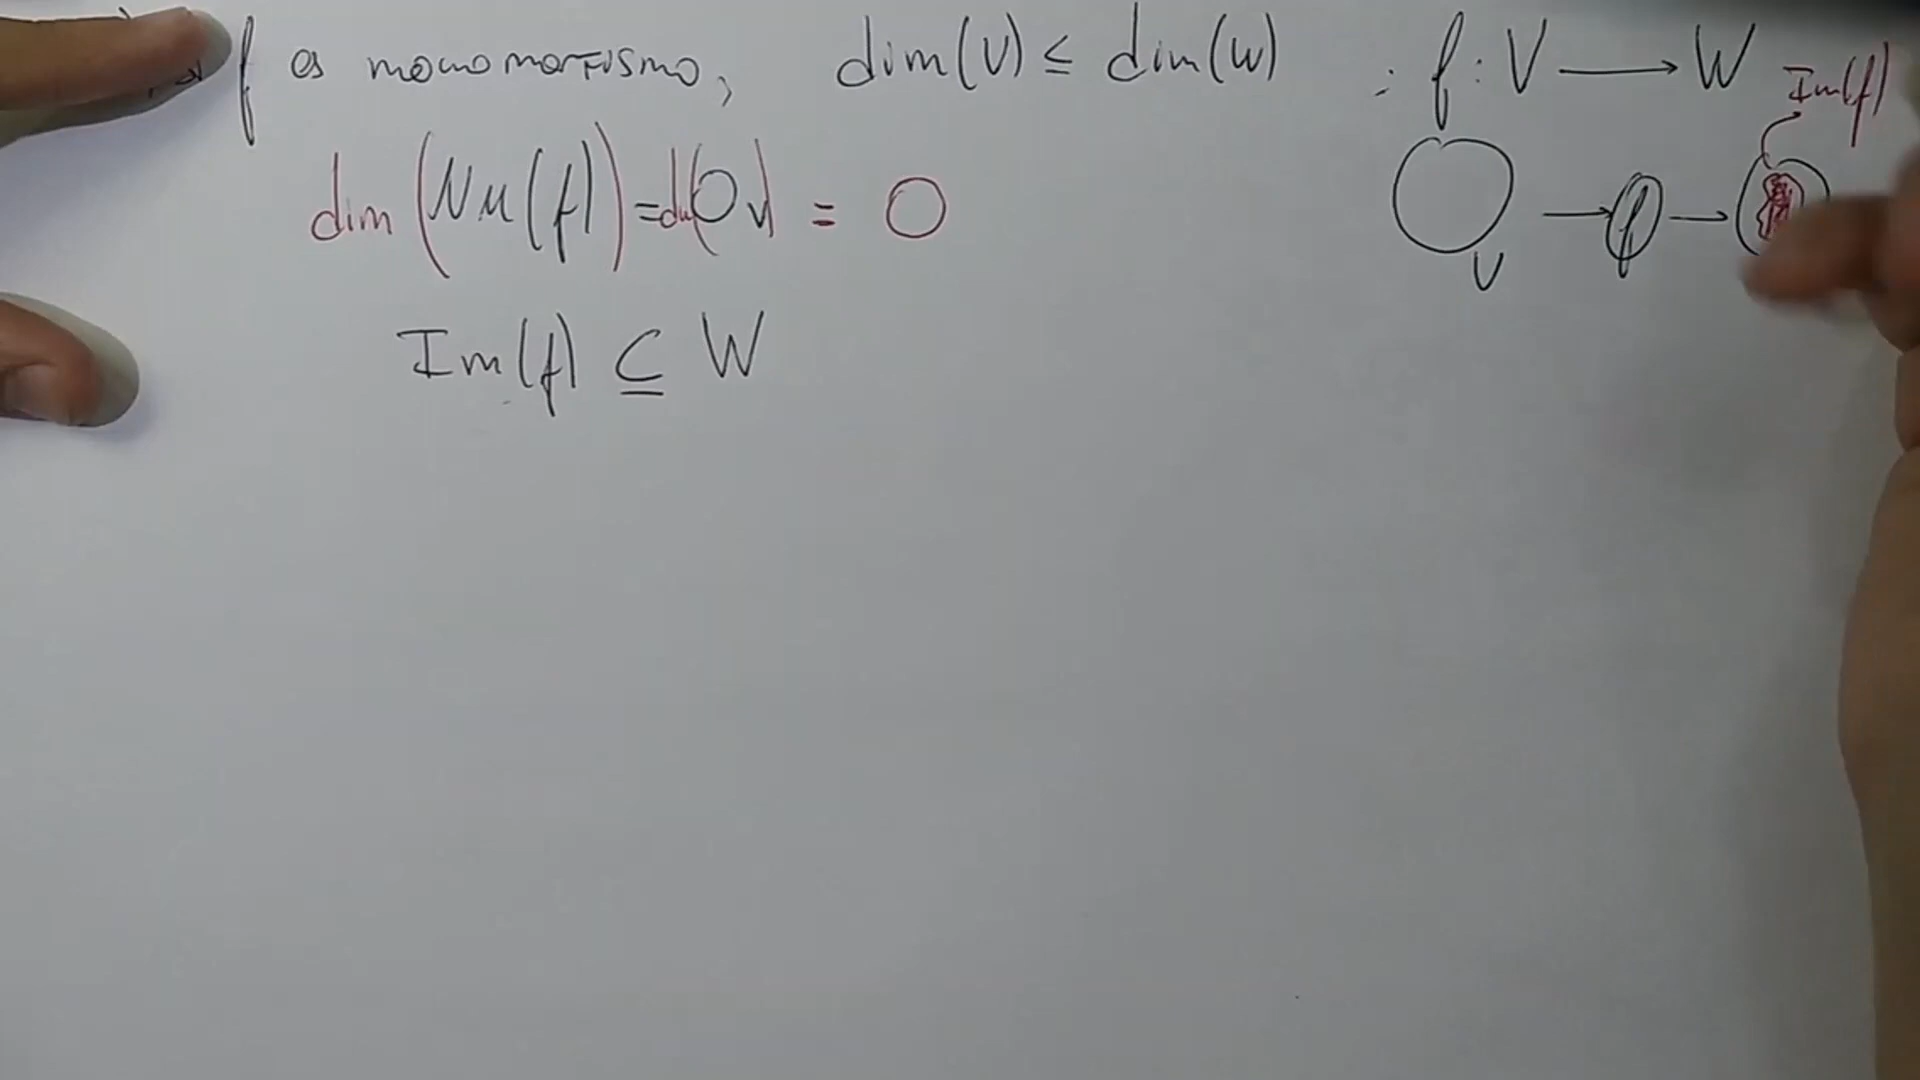 f es monomorfismo, dim(V) ≤ dim(W) : f : V → W
Im(f)
dim(Nu(f)) = dim(0v) = 0
V → f →
Im(f) ⊆ W